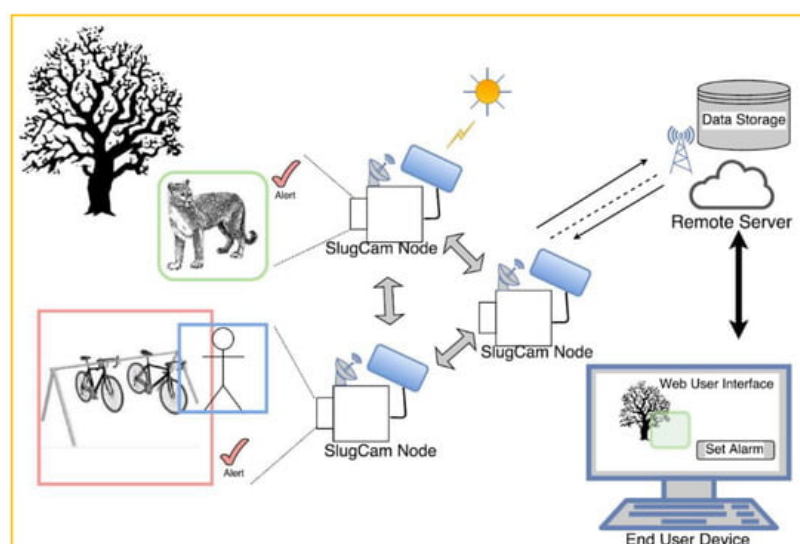 Data Storage
Alert
Remote Server
SlugCam Node
SlugCam Node
Web User Interface
Set Alarm
SlugCam Node
Alert
End User Device